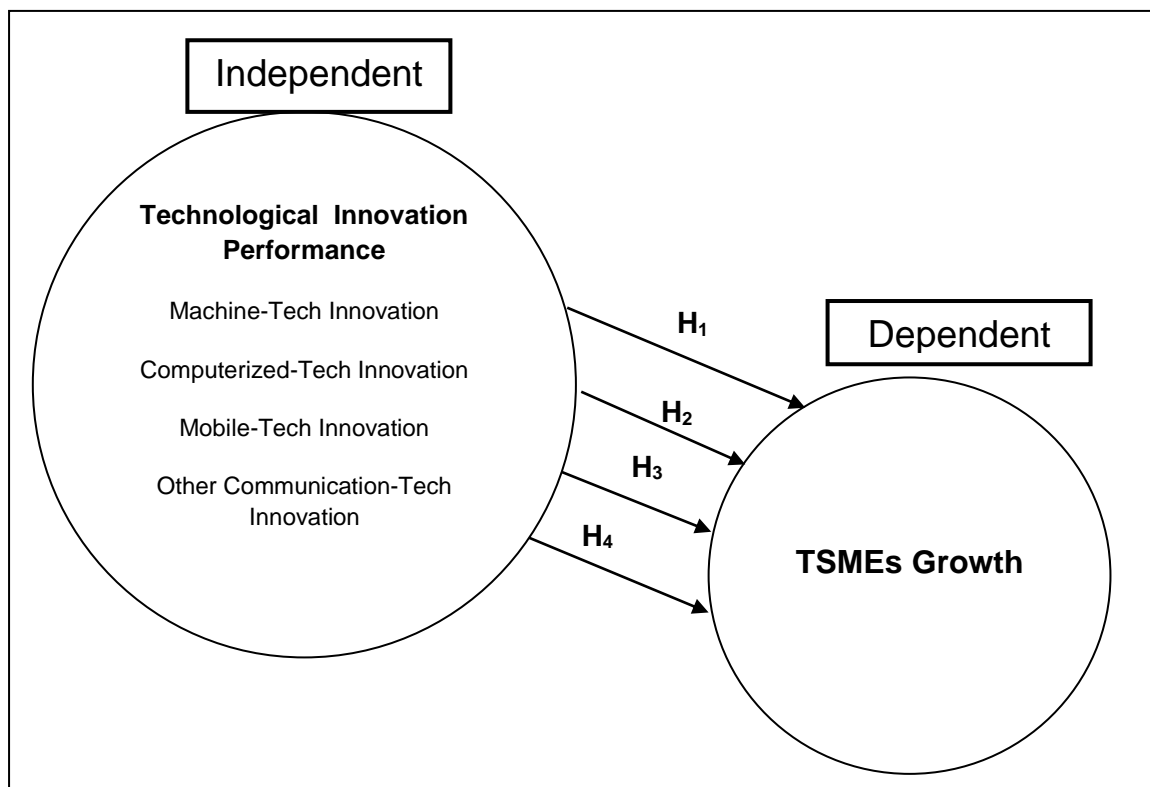 Independent
Technological Innovation
Performance
Machine-Tech Innovation
Computerized-Tech Innovation
Mobile-Tech Innovation
Other Communication-Tech
Innovation
H₁
H₂
H₃
H₄
Dependent
TSMEs Growth